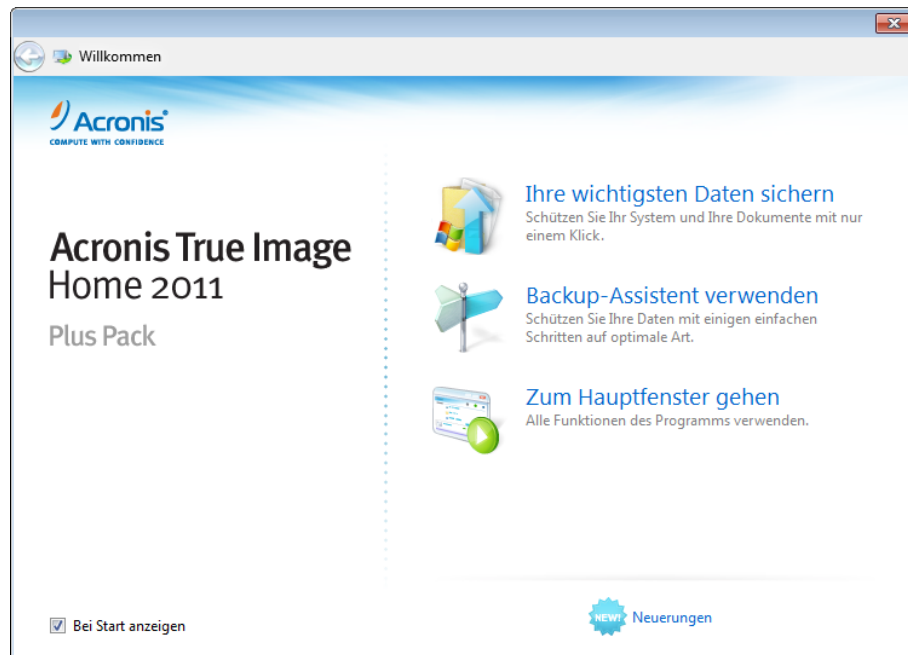 Willkommen
Acronis
COMPUTE WITH CONFIDENCE
Acronis True Image
Home 2011
Plus Pack
Ihre wichtigsten Daten sichern
Schützen Sie Ihr System und Ihre Dokumente mit nur
einem Klick.
Backup-Assistent verwenden
Schützen Sie Ihre Daten mit einigen einfachen
Schritten auf optimale Art.
Zum Hauptfenster gehen
Alle Funktionen des Programms verwenden.
Bei Start anzeigen
NEW!
Neuerungen